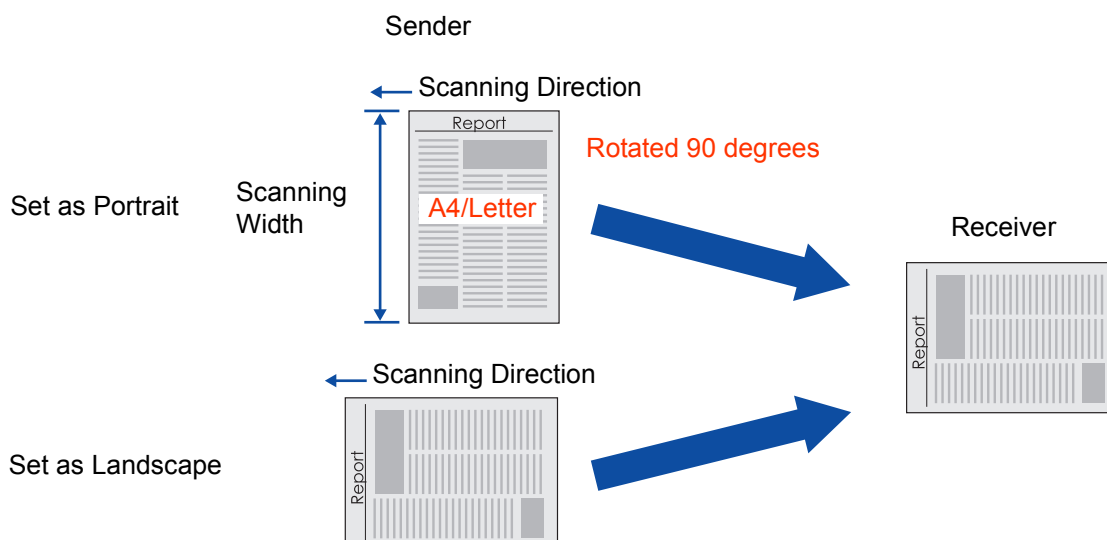 Sender
Scanning Direction
Report
Rotated 90 degrees
Set as Portrait
Scanning
Width
A4/Letter
Receiver
Report
Scanning Direction
Set as Landscape
Report